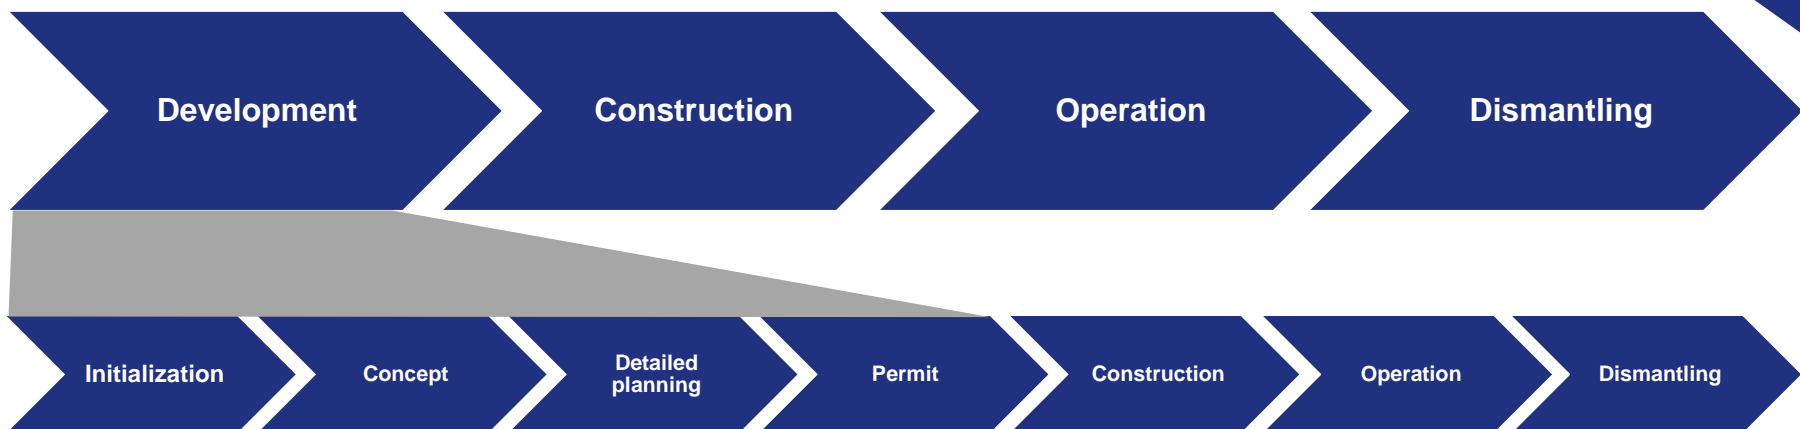 Development
Construction
Operation
Dismantling
Initialization
Concept
Detailed
planning
Permit
Construction
Operation
Dismantling